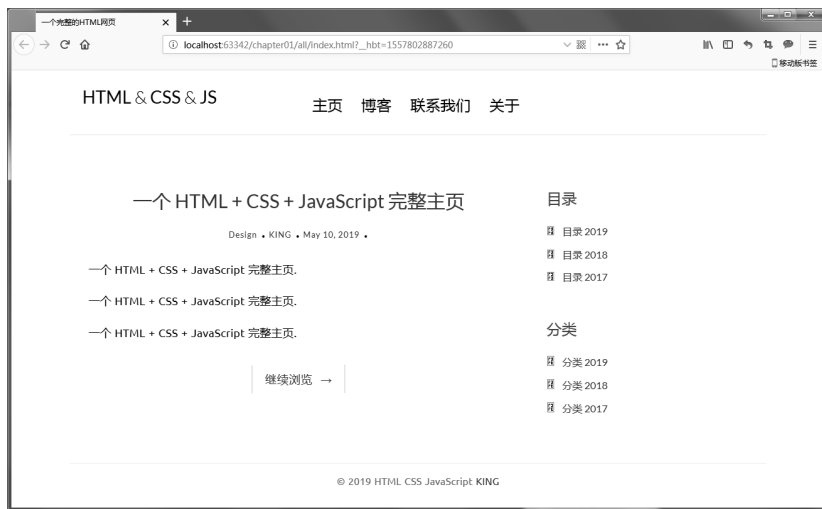 一个完整的HTML网页
localhost:63342/chapter01/all/index.html?__hbt=1557802887260
移动版书签
HTML & CSS & JS
主页 博客 联系我们 关于
一个 HTML + CSS + JavaScript 完整主页
Design • KING • May 10, 2019 •
一个 HTML + CSS + JavaScript 完整主页.
一个 HTML + CSS + JavaScript 完整主页.
一个 HTML + CSS + JavaScript 完整主页.
继续浏览 →
目录
目录 2019
目录 2018
目录 2017
分类
分类 2019
分类 2018
分类 2017
© 2019 HTML CSS JavaScript KING